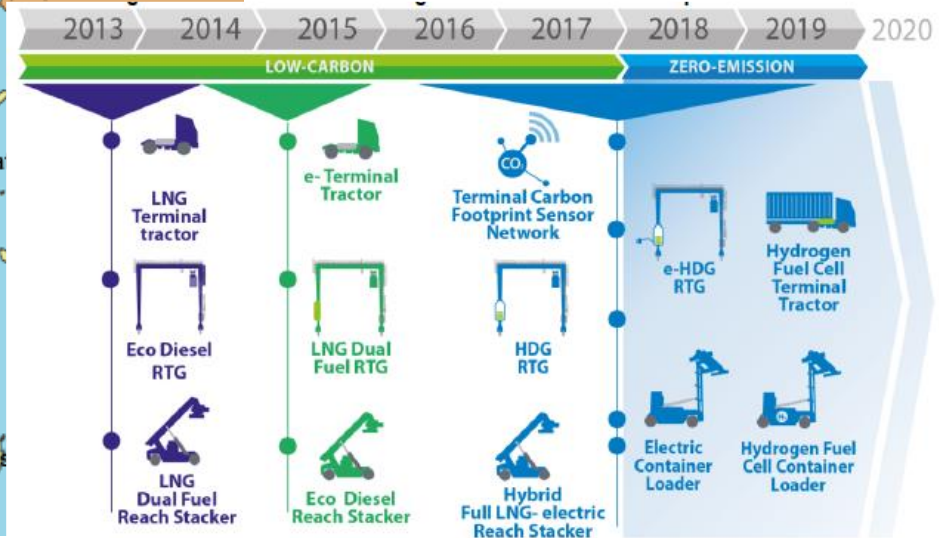 2013 2014 2015 2016 2017 2018 2019 2020
LOW-CARBON ZERO-EMISSION
LNG
Terminal
tractor
e- Terminal
Tractor
CO₂
Terminal Carbon
Footprint Sensor
Network
e-HDG
RTG
Hydrogen
Fuel Cell
Terminal
Tractor
Eco Diesel
RTG
LNG Dual
Fuel RTG
HDG
RTG
LNG
Dual Fuel
Reach Stacker
Eco Diesel
Reach Stacker
Hybrid
Full LNG- electric
Reach Stacker
Electric
Container
Loader
H₂
Hydrogen Fuel
Cell Container
Loader